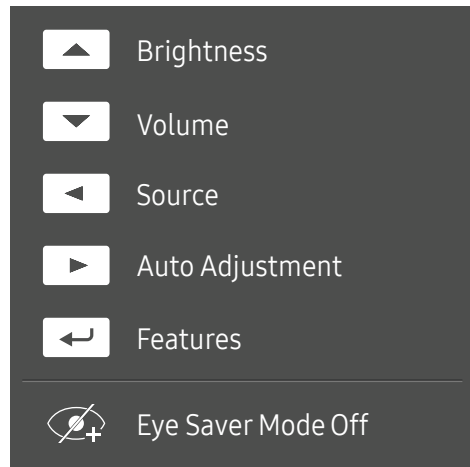 Brightness
Volume
Source
Auto Adjustment
Features
Eye Saver Mode Off